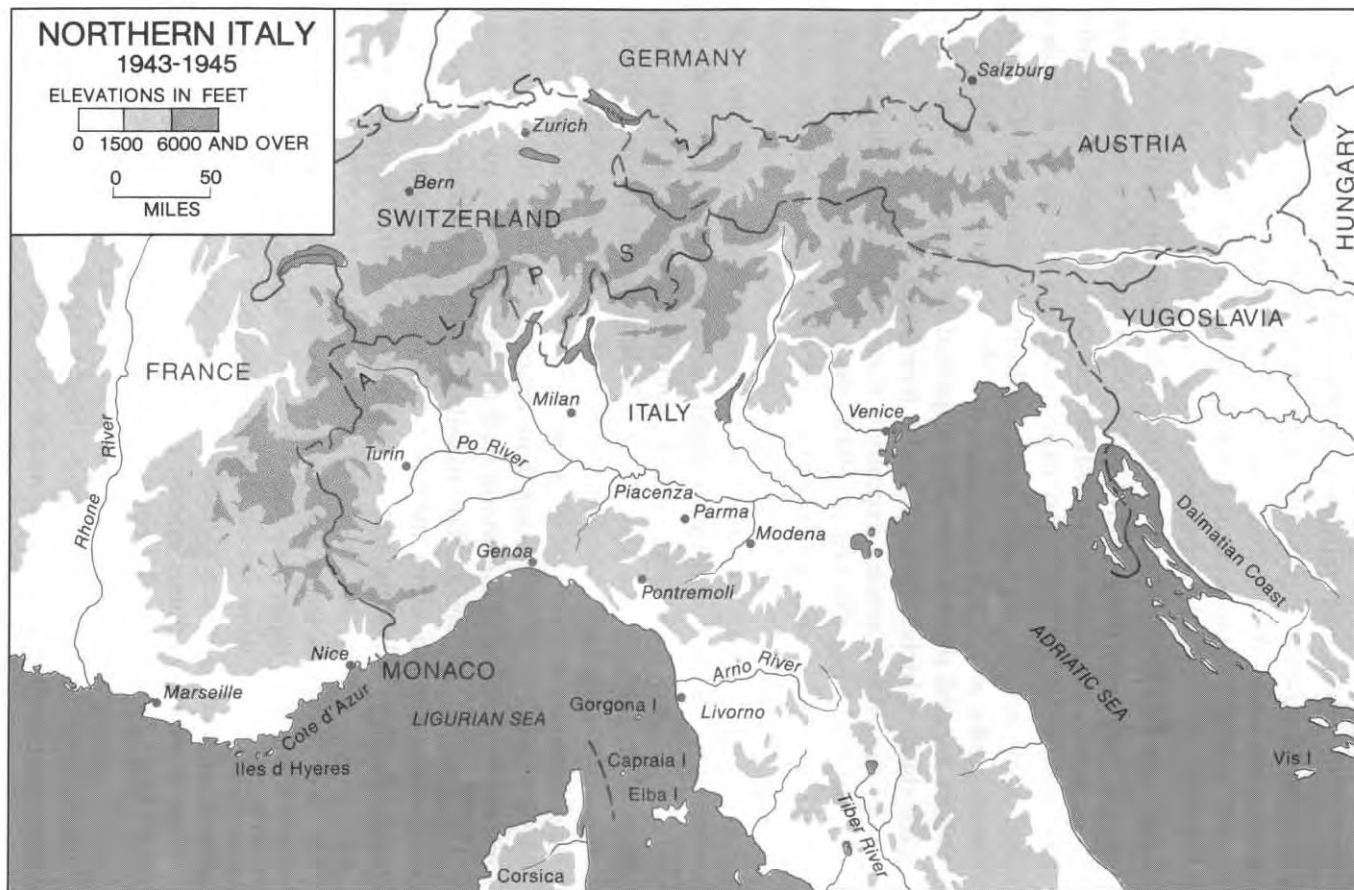 NORTHERN ITALY
1943-1945
ELEVATIONS IN FEET
0 1500 6000 AND OVER
0 50
MILES
GERMANY
Salzburg
Zurich
AUSTRIA
HUNGARY
Bern
SWITZERLAND
A L P S
YUGOSLAVIA
FRANCE
Rhone River
Milan
ITALY
Venice
Turin
Po River
Piacenza
Parma
Modena
Genoa
Pontremoli
Dalmatian Coast
Nice
MONACO
Marseille
Cote d'Azur
Iles d Hyeres
LIGURIAN SEA
Arno River
Gorgona I
Livorno
ADRIATIC SEA
Capraia I
Elba I
Vis I
Tiber River
Corsica